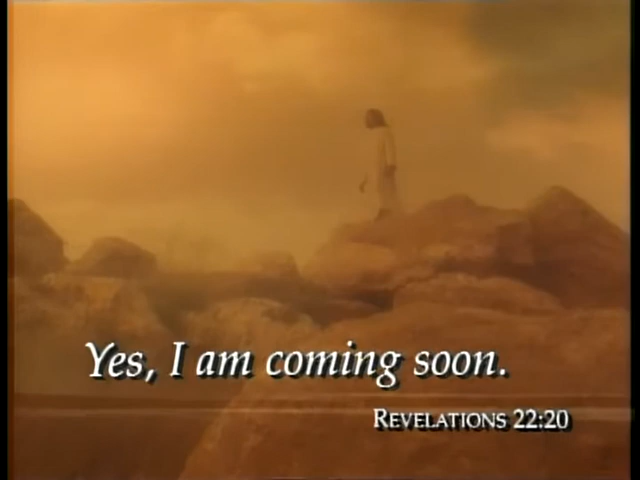 Yes, I am coming soon.
REVELATIONS 22:20